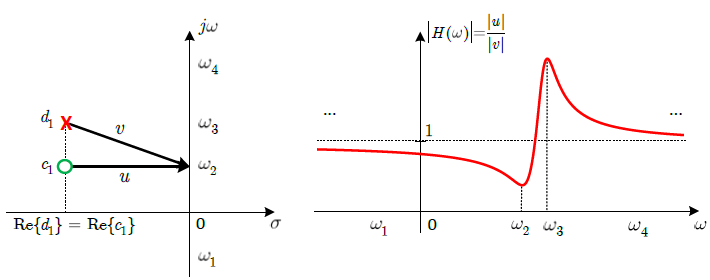 jω
ω4
d1
v
ω3
c1
u
ω2
Re{d1} = Re{c1}
0
σ
ω1
|H(ω)|=|u|/|v|
...
...
1
ω1
0
ω2
ω3
ω4
ω